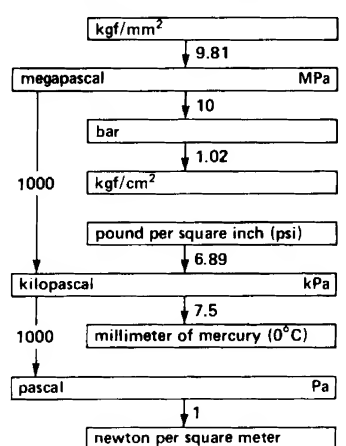 kgf/mm²
9.81
megapascal MPa
10
bar
1.02
1000
kgf/cm²
pound per square inch (psi)
6.89
kilopascal kPa
7.5
1000
millimeter of mercury (0°C)
pascal Pa
1
newton per square meter